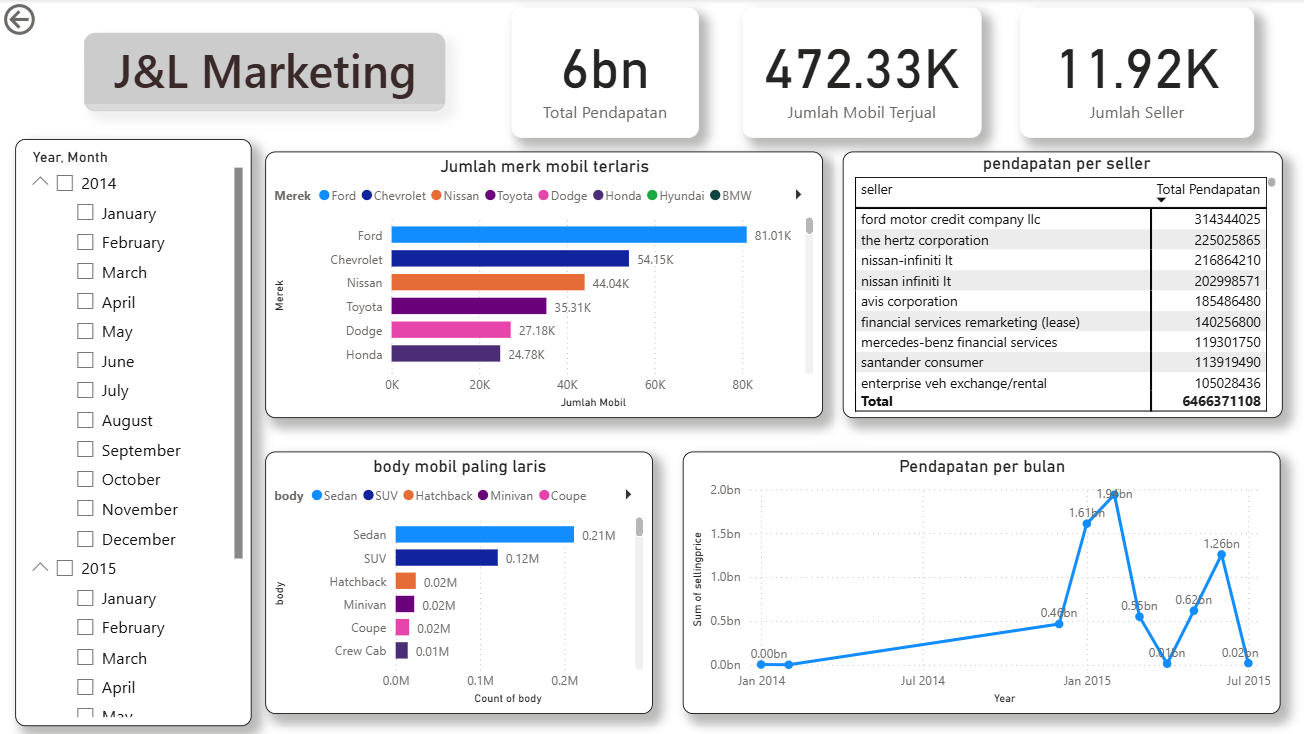 J&L Marketing
6bn
Total Pendapatan
472.33K
Jumlah Mobil Terjual
11.92K
Jumlah Seller
Year, Month
2014
January
February
March
April
May
June
July
August
September
October
November
December
2015
January
February
March
April
May
Jumlah merk mobil terlaris
Merek Ford Chevrolet Nissan Toyota Dodge Honda Hyundai BMW
Merek
Ford 81.01K
Chevrolet 54.15K
Nissan 44.04K
Toyota 35.31K
Dodge 27.18K
Honda 24.78K
0K 20K 40K 60K 80K
Jumlah Mobil
pendapatan per seller
seller Total Pendapatan
ford motor credit company llc 314344025
the hertz corporation 225025865
nissan-infiniti lt 216864210
nissan infiniti lt 202998571
avis corporation 185486480
financial services remarketing (lease) 140256800
mercedes-benz financial services 119301750
santander consumer 113919490
enterprise veh exchange/rental 105028436
Total 6466371108
body mobil paling laris
body Sedan SUV Hatchback Minivan Coupe
body
Sedan 0.21M
SUV 0.12M
Hatchback 0.02M
Minivan 0.02M
Coupe 0.02M
Crew Cab 0.01M
0.0M 0.1M 0.2M
Count of body
Pendapatan per bulan
Sum of sellingprice
2.0bn
1.5bn
1.0bn
0.5bn
0.0bn
0.00bn
0.46bn
1.61bn
0.55bn
0.01bn
0.62bn
1.26bn
0.02bn
Jan 2014 Jul 2014 Jan 2015 Jul 2015
Year